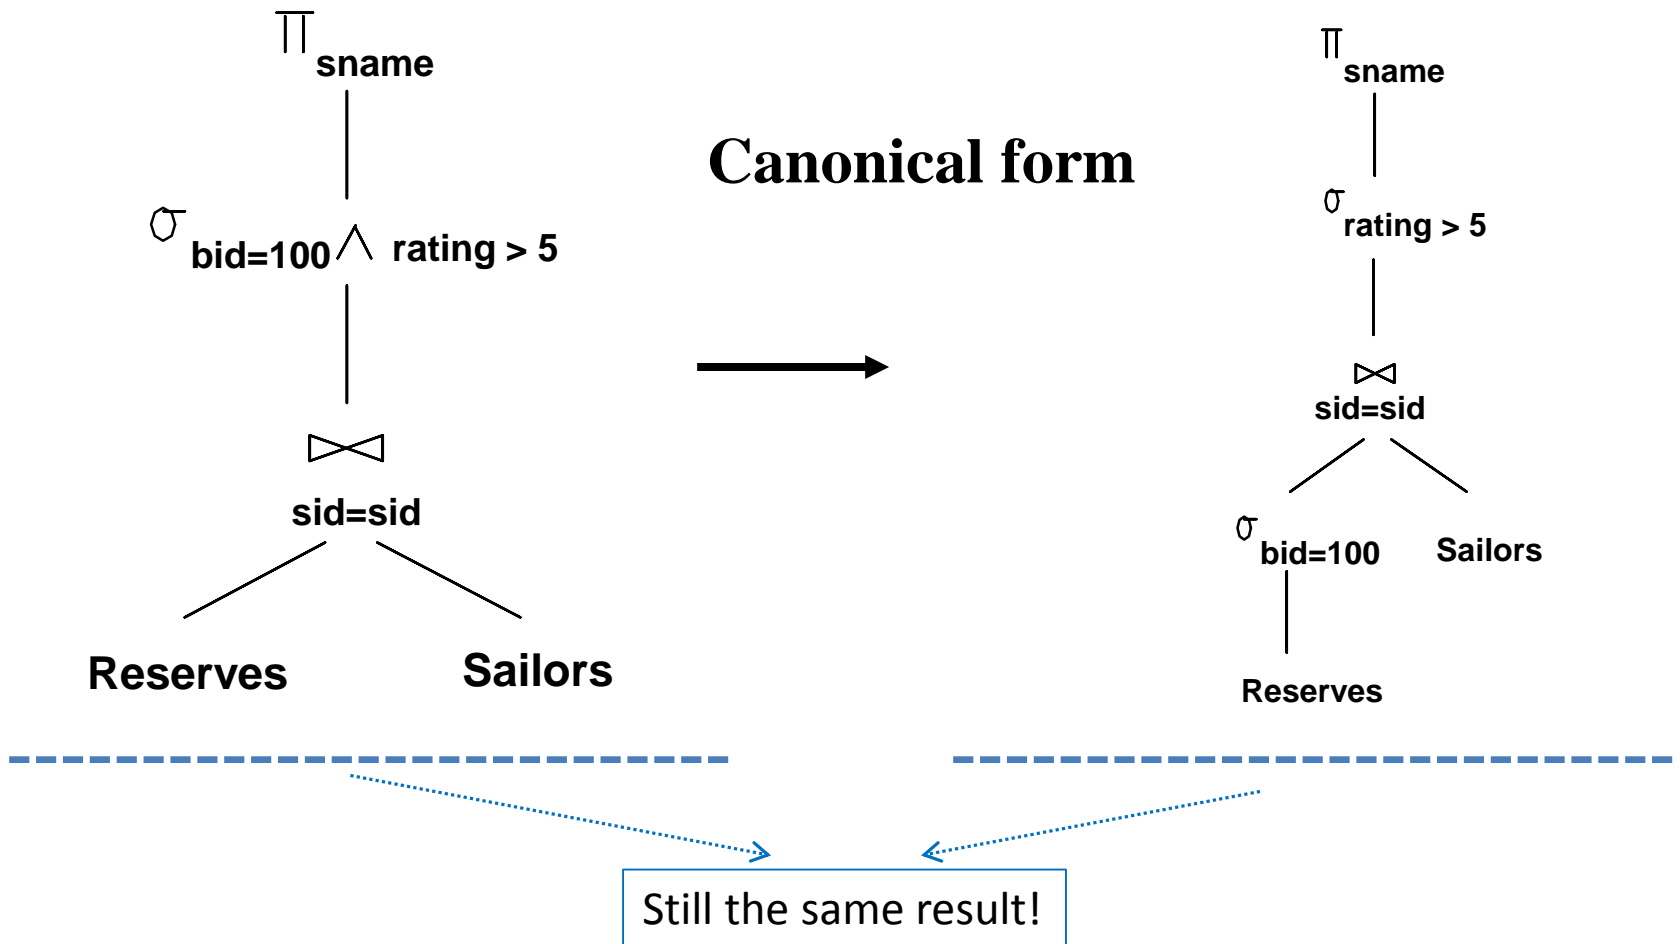 π sname
σ bid=100 ∧ rating > 5
⋈
sid=sid
Reserves
Sailors
Canonical form
π sname
σ rating > 5
⋈
sid=sid
σ bid=100
Sailors
Reserves
Still the same result!